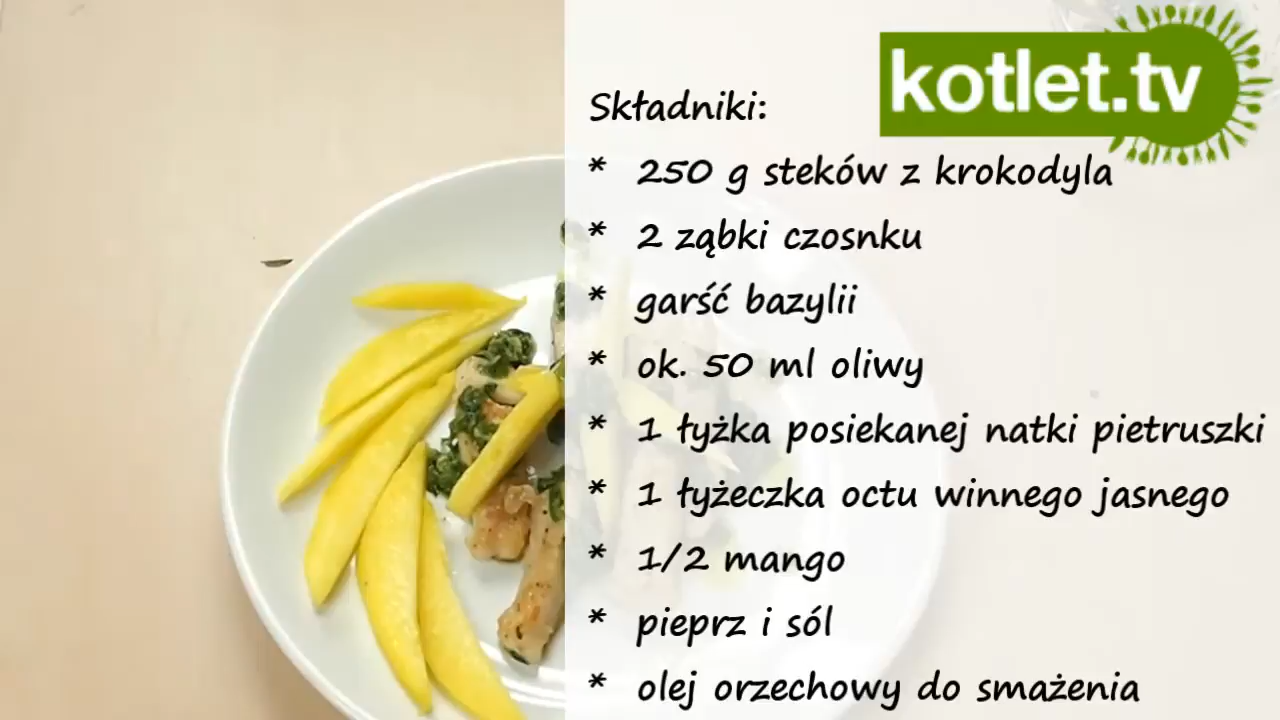 kotlet.tv
Składniki:
* 250 g steków z krokodyla
* 2 ząbki czosnku
* garść bazylii
* ok. 50 ml oliwy
* 1 łyżka posiekanej natki pietruszki
* 1 łyżeczka octu winnego jasnego
* 1/2 mango
* pieprz i sól
* olej orzechowy do smażenia